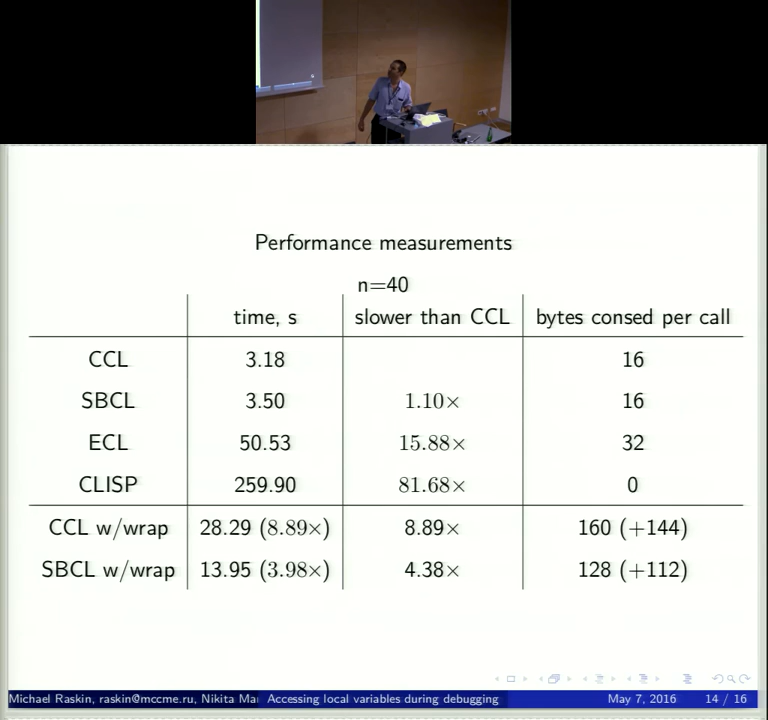 Performance measurements
n=40
time, s slower than CCL bytes consed per call
CCL 3.18 16
SBCL 3.50 1.10× 16
ECL 50.53 15.88× 32
CLISP 259.90 81.68× 0
CCL w/wrap 28.29 (8.89×) 8.89× 160 (+144)
SBCL w/wrap 13.95 (3.98×) 4.38× 128 (+112)
Michael Raskin, raskin@mccme.ru, Nikita Accessing local variables during debugging May 7, 2016 14 / 16